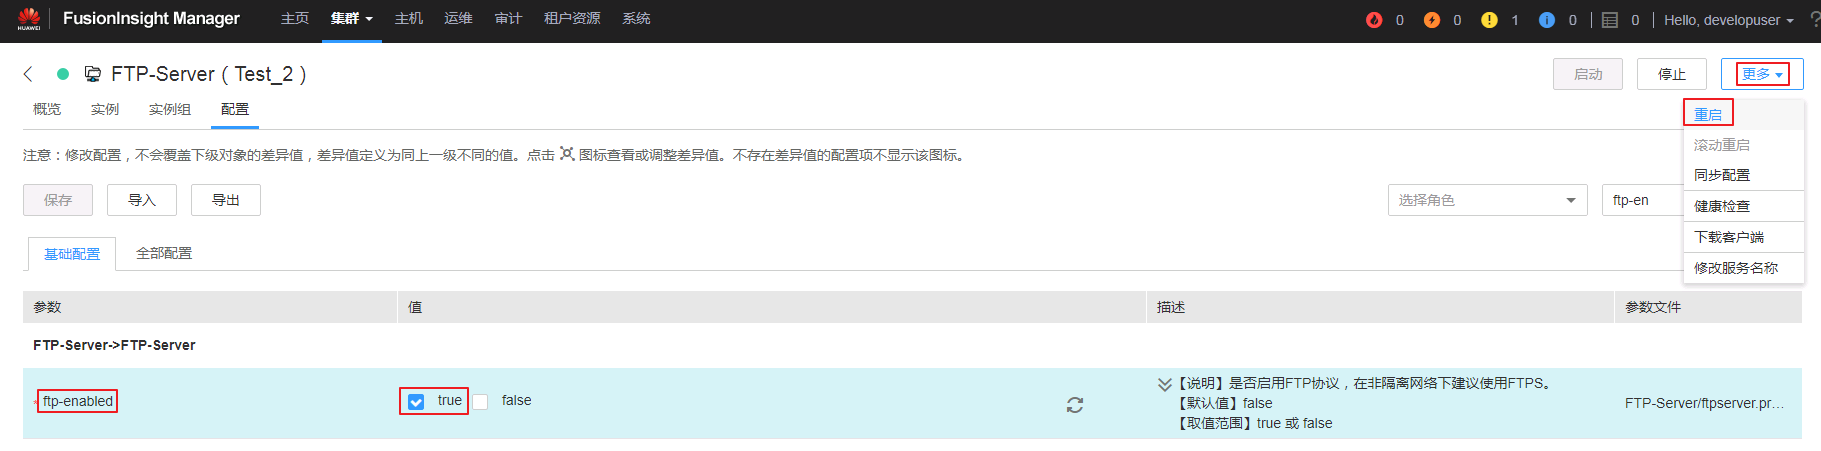 HUAWEI FusionInsight Manager 主页 集群 主机 运维 审计 租户资源 系统 0 0 1 0 0 Hello, developuser ?
FTP-Server（Test_2） 启动 停止 更多
概览 实例 实例组 配置
重启
滚动重启
同步配置
健康检查
下载客户端
修改服务名称
注意：修改配置，不会覆盖下级对象的差异值，差异值定义为同上一级不同的值。点击 图标查看或调整差异值。不存在差异值的配置项不显示该图标。
保存 导入 导出 选择角色 ftp-en
基础配置 全部配置
参数 值 描述 参数文件
FTP-Server->FTP-Server
* ftp-enabled true false
【说明】是否启用FTP协议，在非隔离网络下建议使用FTPS。
【默认值】false
【取值范围】true 或 false
FTP-Server/ftpserver.pr...